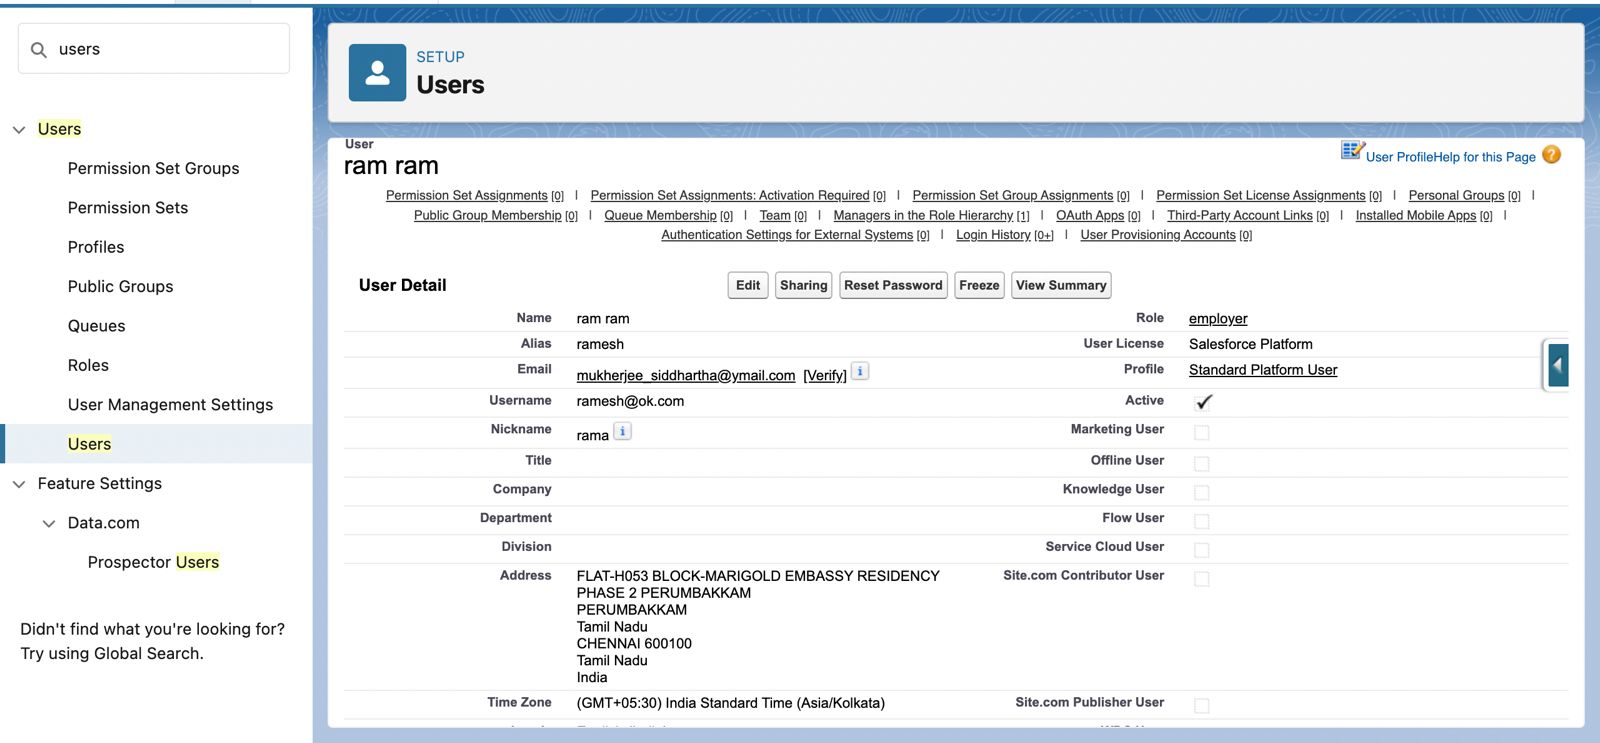 users
Users
Permission Set Groups
Permission Sets
Profiles
Public Groups
Queues
Roles
User Management Settings
Users
Feature Settings
Data.com
Prospector Users
Didn't find what you're looking for?
Try using Global Search.
SETUP
Users
User
ram ram
User Profile Help for this Page ?
Permission Set Assignments [0] | Permission Set Assignments: Activation Required [0] | Permission Set Group Assignments [0] | Permission Set License Assignments [0] | Personal Groups [0] |
Public Group Membership [0] | Queue Membership [0] | Team [0] | Managers in the Role Hierarchy [1] | OAuth Apps [0] | Third-Party Account Links [0] | Installed Mobile Apps [0] |
Authentication Settings for External Systems [0] | Login History [0+] | User Provisioning Accounts [0]
User Detail Edit Sharing Reset Password Freeze View Summary
Name ram ram Role employer
Alias ramesh User License Salesforce Platform
Email mukherjee_siddhartha@ymail.com [Verify] i Profile Standard Platform User
Username ramesh@ok.com Active
Nickname rama i Marketing User
Title Offline User
Company Knowledge User
Department Flow User
Division Service Cloud User
Address FLAT-H053 BLOCK-MARIGOLD EMBASSY RESIDENCY Site.com Contributor User
PHASE 2 PERUMBAKKAM
PERUMBAKKAM
Tamil Nadu
CHENNAI 600100
Tamil Nadu
India
Time Zone (GMT+05:30) India Standard Time (Asia/Kolkata) Site.com Publisher User